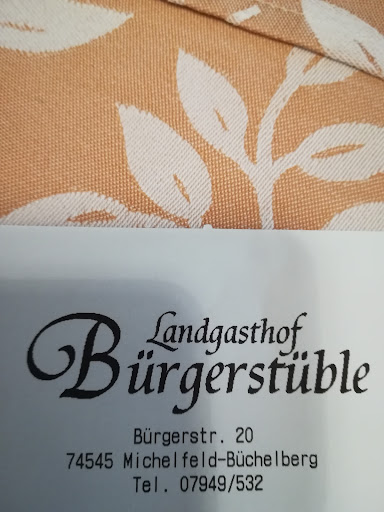 Landgasthof
Bürgerstüble
Bürgerstr. 20
74545 Michelfeld-Büchelberg
Tel. 07949/532